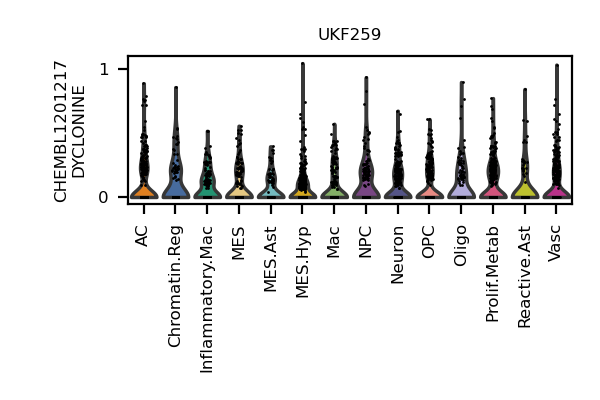 UKF259
CHEMBL1201217
DYCLONINE
1
0
AC
Chromatin.Reg
Inflammatory.Mac
MES
MES.Ast
MES.Hyp
Mac
NPC
Neuron
OPC
Oligo
Prolif.Metab
Reactive.Ast
Vasc